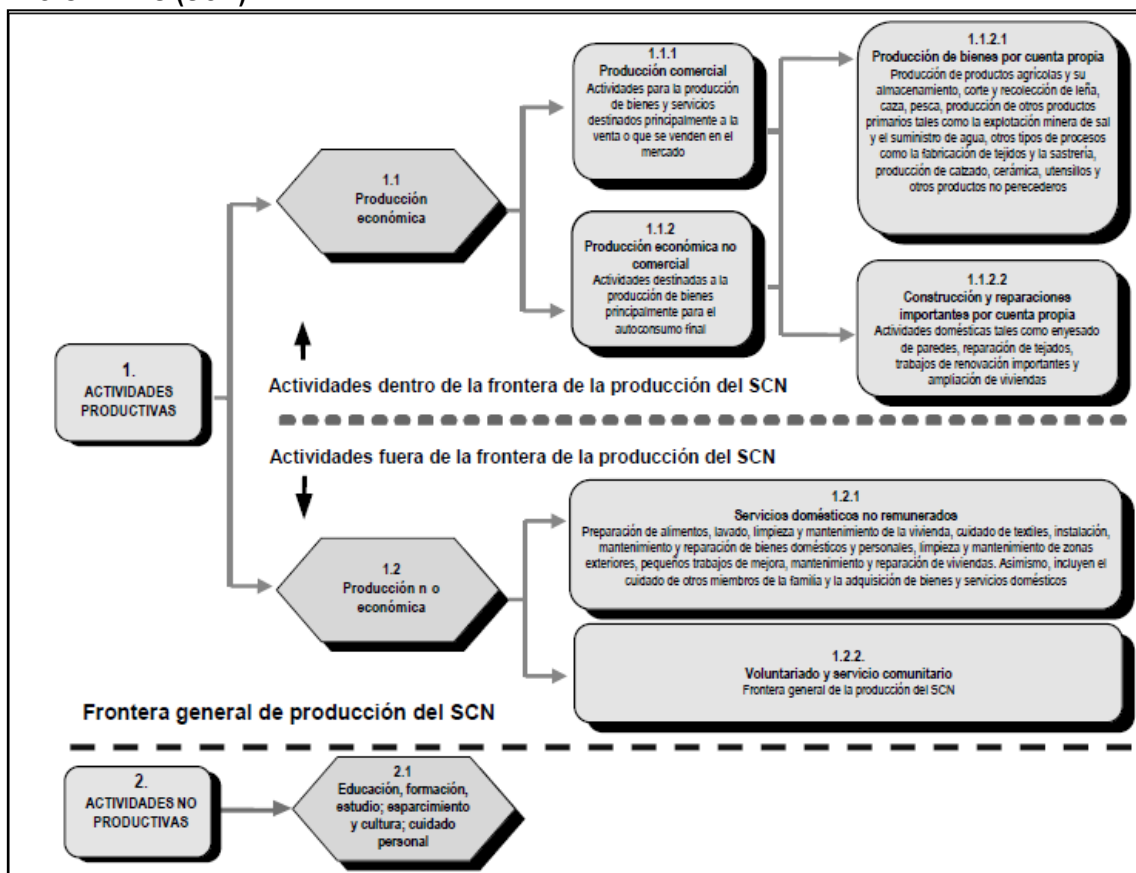 1.1.1
Producción comercial
Actividades para la producción
de bienes y servicios
destinados principalmente a la
venta o que se venden en el
mercado
1.1.2.1
Producción de bienes por cuenta propia
Producción de productos agrícolas y su
almacenamiento, corte y recolección de leña,
caza, pesca, producción de otros productos
primarios tales como la explotación minera de sal
y el suministro de agua, otros tipos de procesos
como la fabricación de tejidos y la sastrería,
producción de calzado, cerámica, utensilios y
otros productos no perecederos
1.1
Producción
económica
1.1.2
Producción económica no
comercial
Actividades destinadas a la
producción de bienes
principalmente para el
autoconsumo final
1.1.2.2
Construcción y reparaciones
importantes por cuenta propia
Actividades domésticas tales como enyesado
de paredes, reparación de tejados,
trabajos de renovación importantes y
ampliación de viviendas
1.
ACTIVIDADES
PRODUCTIVAS
Actividades dentro de la frontera de la producción del SCN
Actividades fuera de la frontera de la producción del SCN
1.2.1
Servicios domésticos no remunerados
Preparación de alimentos, lavado, limpieza y mantenimiento de la vivienda, cuidado de textiles, instalación,
mantenimiento y reparación de bienes domésticos y personales, limpieza y mantenimiento de zonas
exteriores, pequeños trabajos de mejora, mantenimiento y reparación de viviendas. Asimismo, incluyen el
cuidado de otros miembros de la familia y la adquisición de bienes y servicios domésticos
1.2
Producción n o
económica
1.2.2.
Voluntariado y servicio comunitario
Frontera general de la producción del SCN
Frontera general de producción del SCN
2.
ACTIVIDADES NO
PRODUCTIVAS
2.1
Educación, formación,
estudio; esparcimiento
y cultura; cuidado
personal